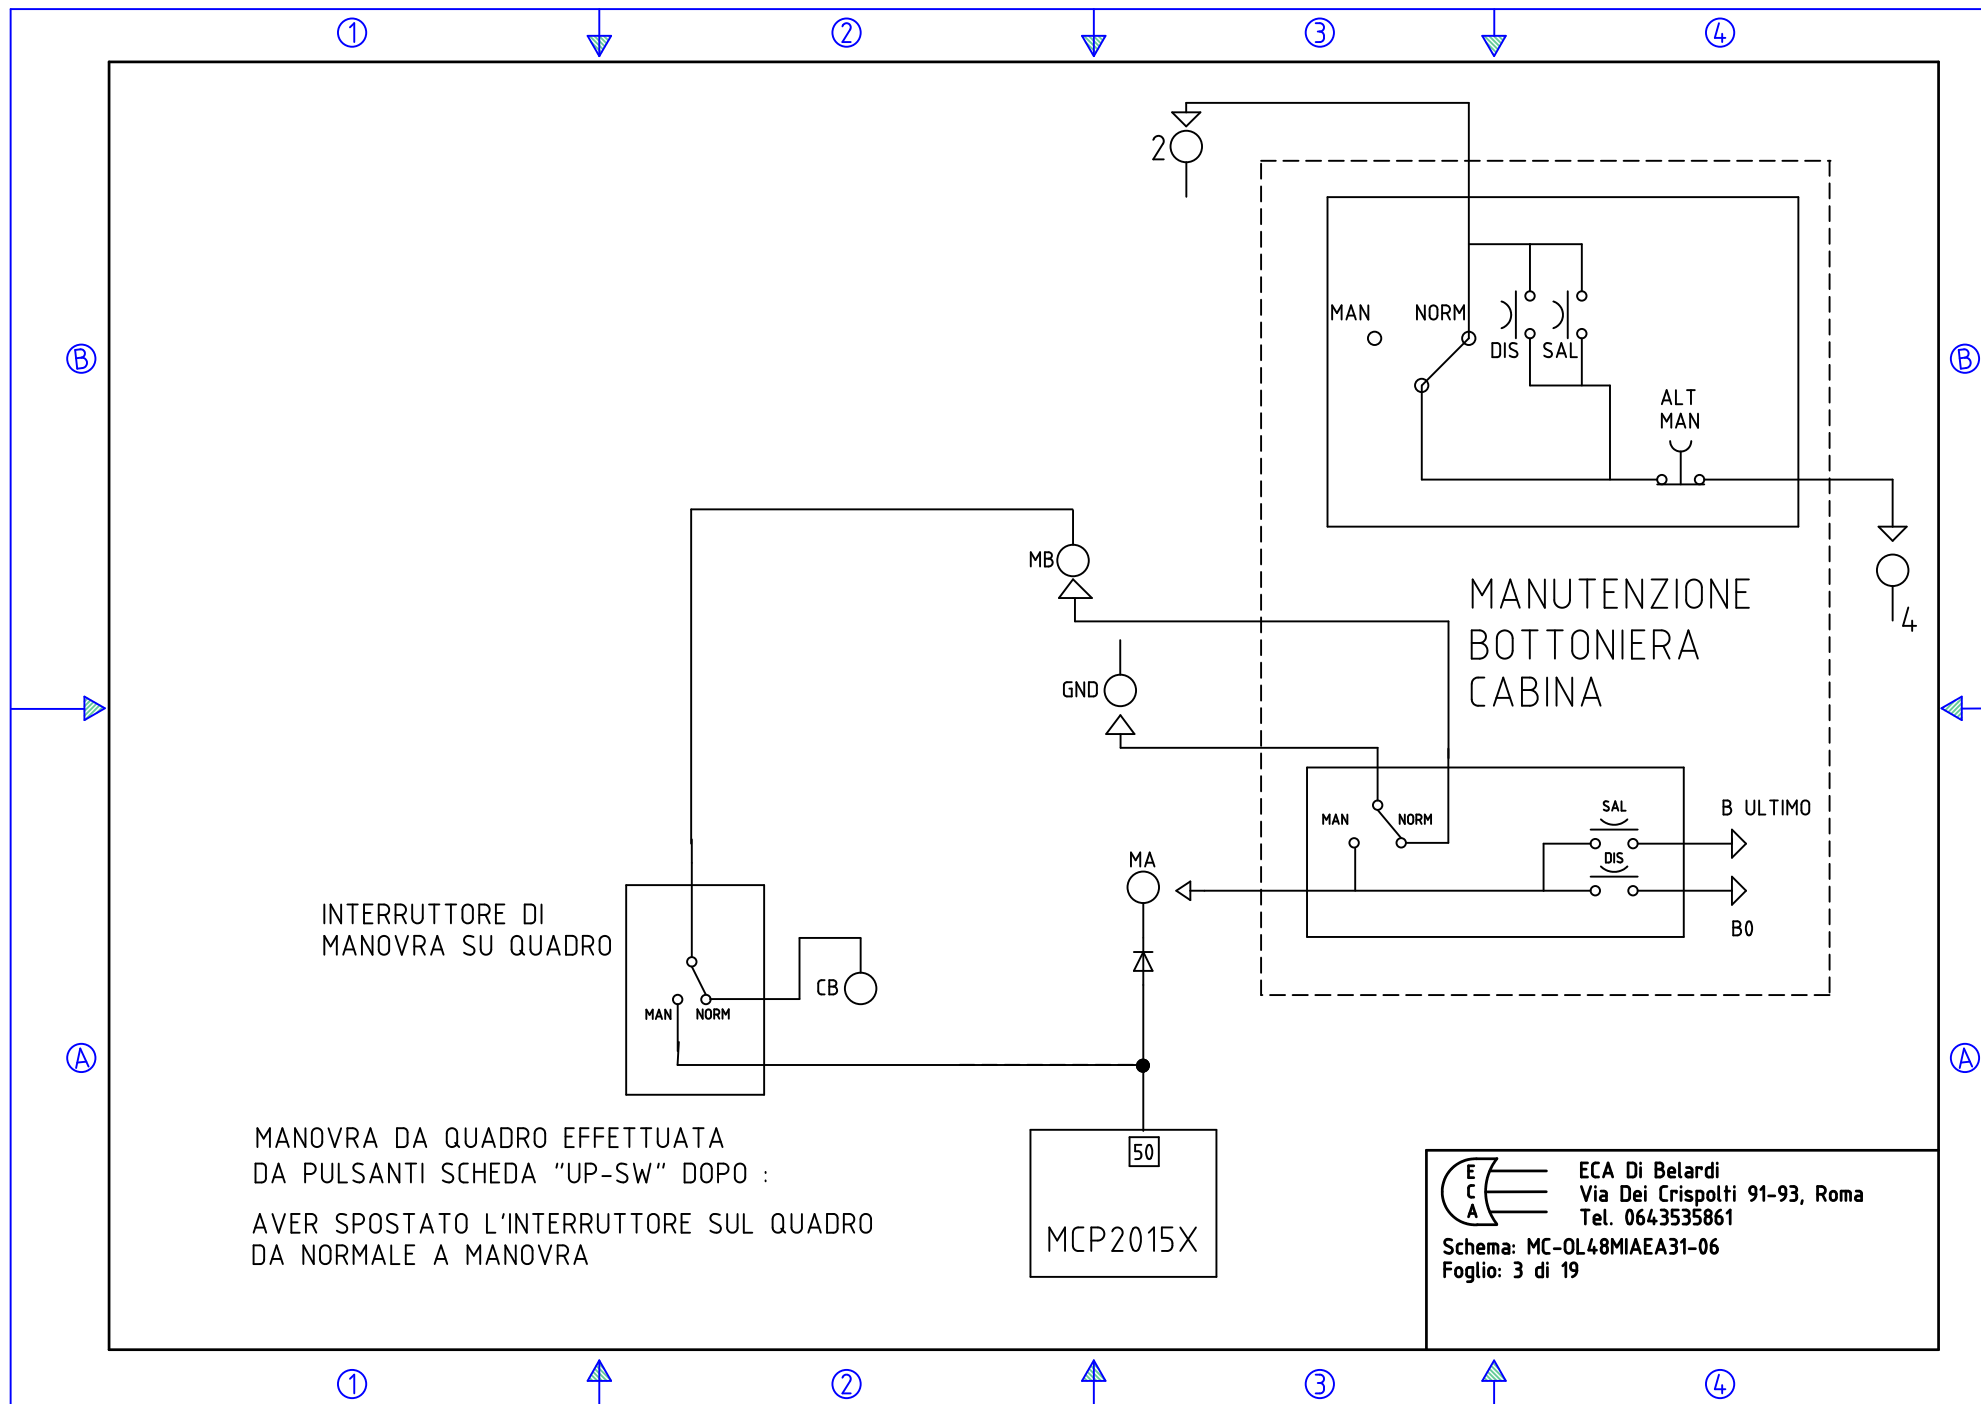 1
2
3
4
2
MAN
NORM
DIS
SAL
B
B
ALT
MAN
MB
MANUTENZIONE
BOTTONIERA
CABINA
4
GND
SAL
B ULTIMO
MAN
NORM
DIS
MA
B0
INTERRUTTORE DI
MANOVRA SU QUADRO
CB
MAN
NORM
A
A
MANOVRA DA QUADRO EFFETTUATA
DA PULSANTI SCHEDA "UP-SW" DOPO :
AVER SPOSTATO L'INTERRUTTORE SUL QUADRO
DA NORMALE A MANOVRA
50
MCP2015X
E
C
A
ECA Di Belardi
Via Dei Crispolti 91-93, Roma
Tel. 0643535861
Schema: MC-OL48MIAEA31-06
Foglio: 3 di 19
1
2
3
4